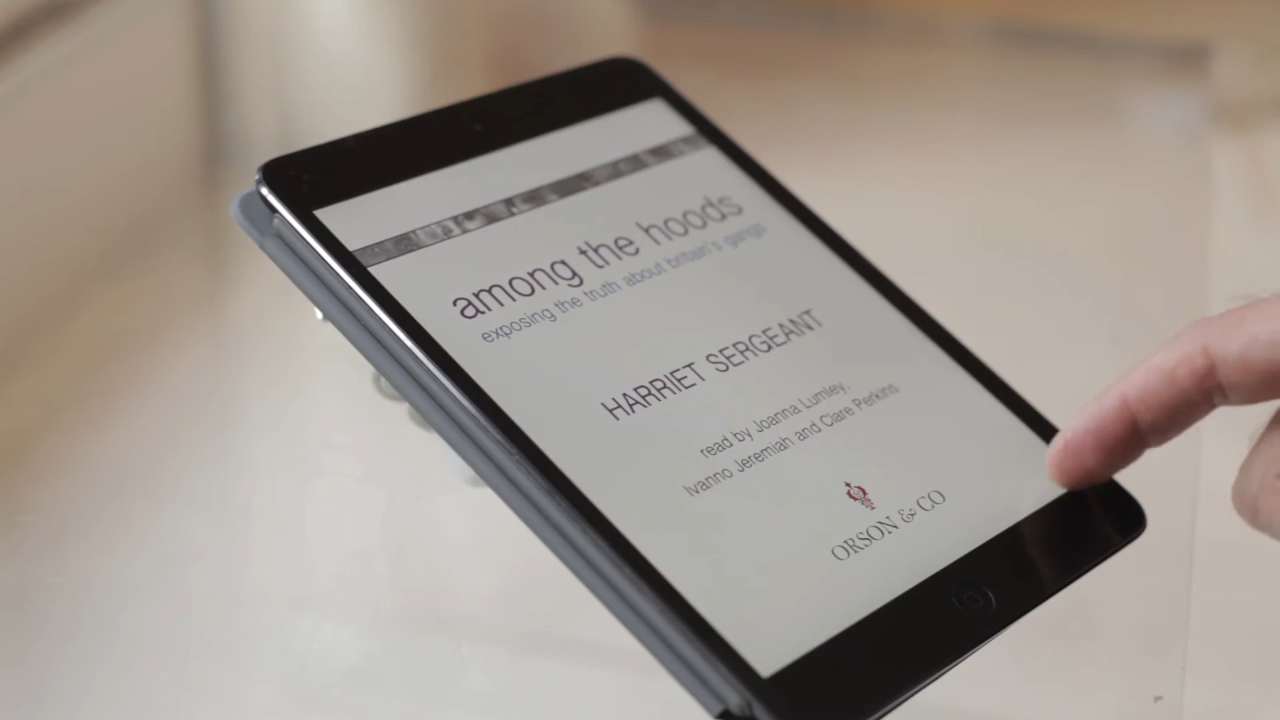 among the hoods
exposing the truth about britain's gangs
HARRIET SERGEANT
read by Joanna Lumley,
Ivanno Jeremiah and Clare Perkins
ORSON & CO